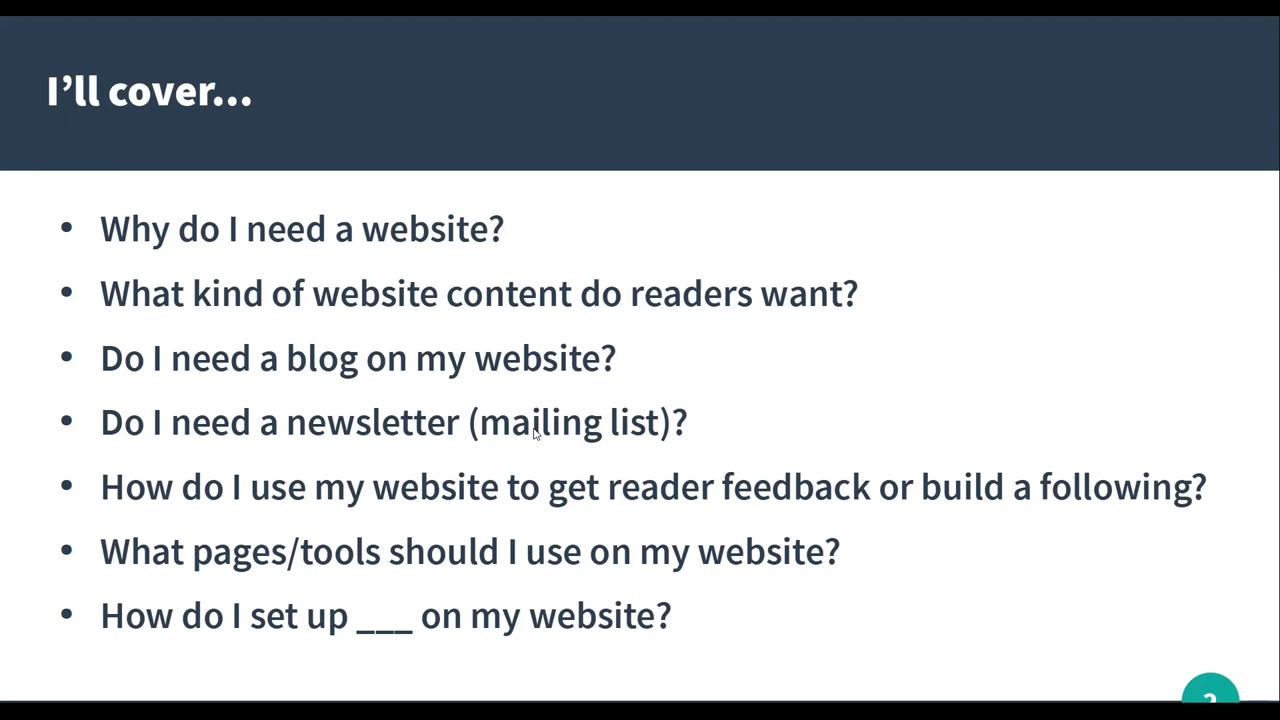 I’ll cover...
• Why do I need a website?
• What kind of website content do readers want?
• Do I need a blog on my website?
• Do I need a newsletter (mailing list)?
• How do I use my website to get reader feedback or build a following?
• What pages/tools should I use on my website?
• How do I set up ___ on my website?